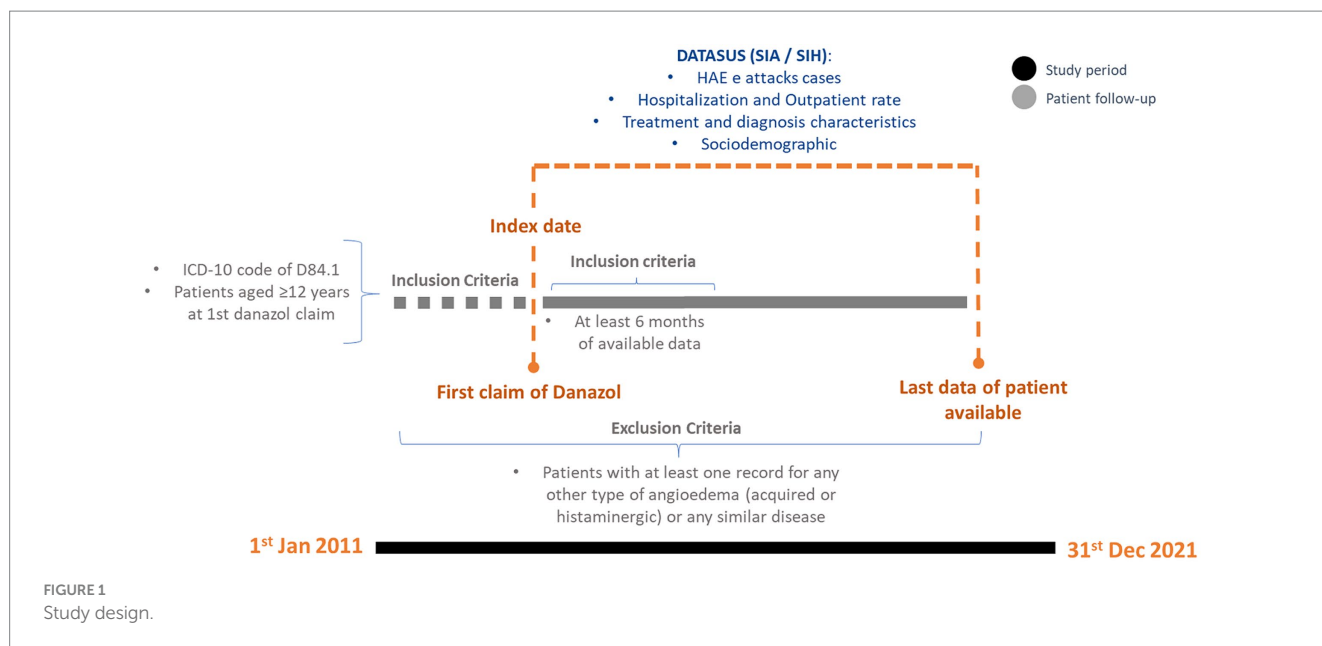 DATASUS (SIA / SIH):
• HAE e attacks cases
• Hospitalization and Outpatient rate
• Treatment and diagnosis characteristics
• Sociodemographic
Study period
Patient follow-up
Index date
• ICD-10 code of D84.1
• Patients aged ≥12 years
at 1st danazol claim
Inclusion Criteria
Inclusion criteria
• At least 6 months
of available data
First claim of Danazol
Last data of patient
available
Exclusion Criteria
• Patients with at least one record for any
other type of angioedema (acquired or
histaminergic) or any similar disease
1st Jan 2011
31st Dec 2021
FIGURE 1
Study design.